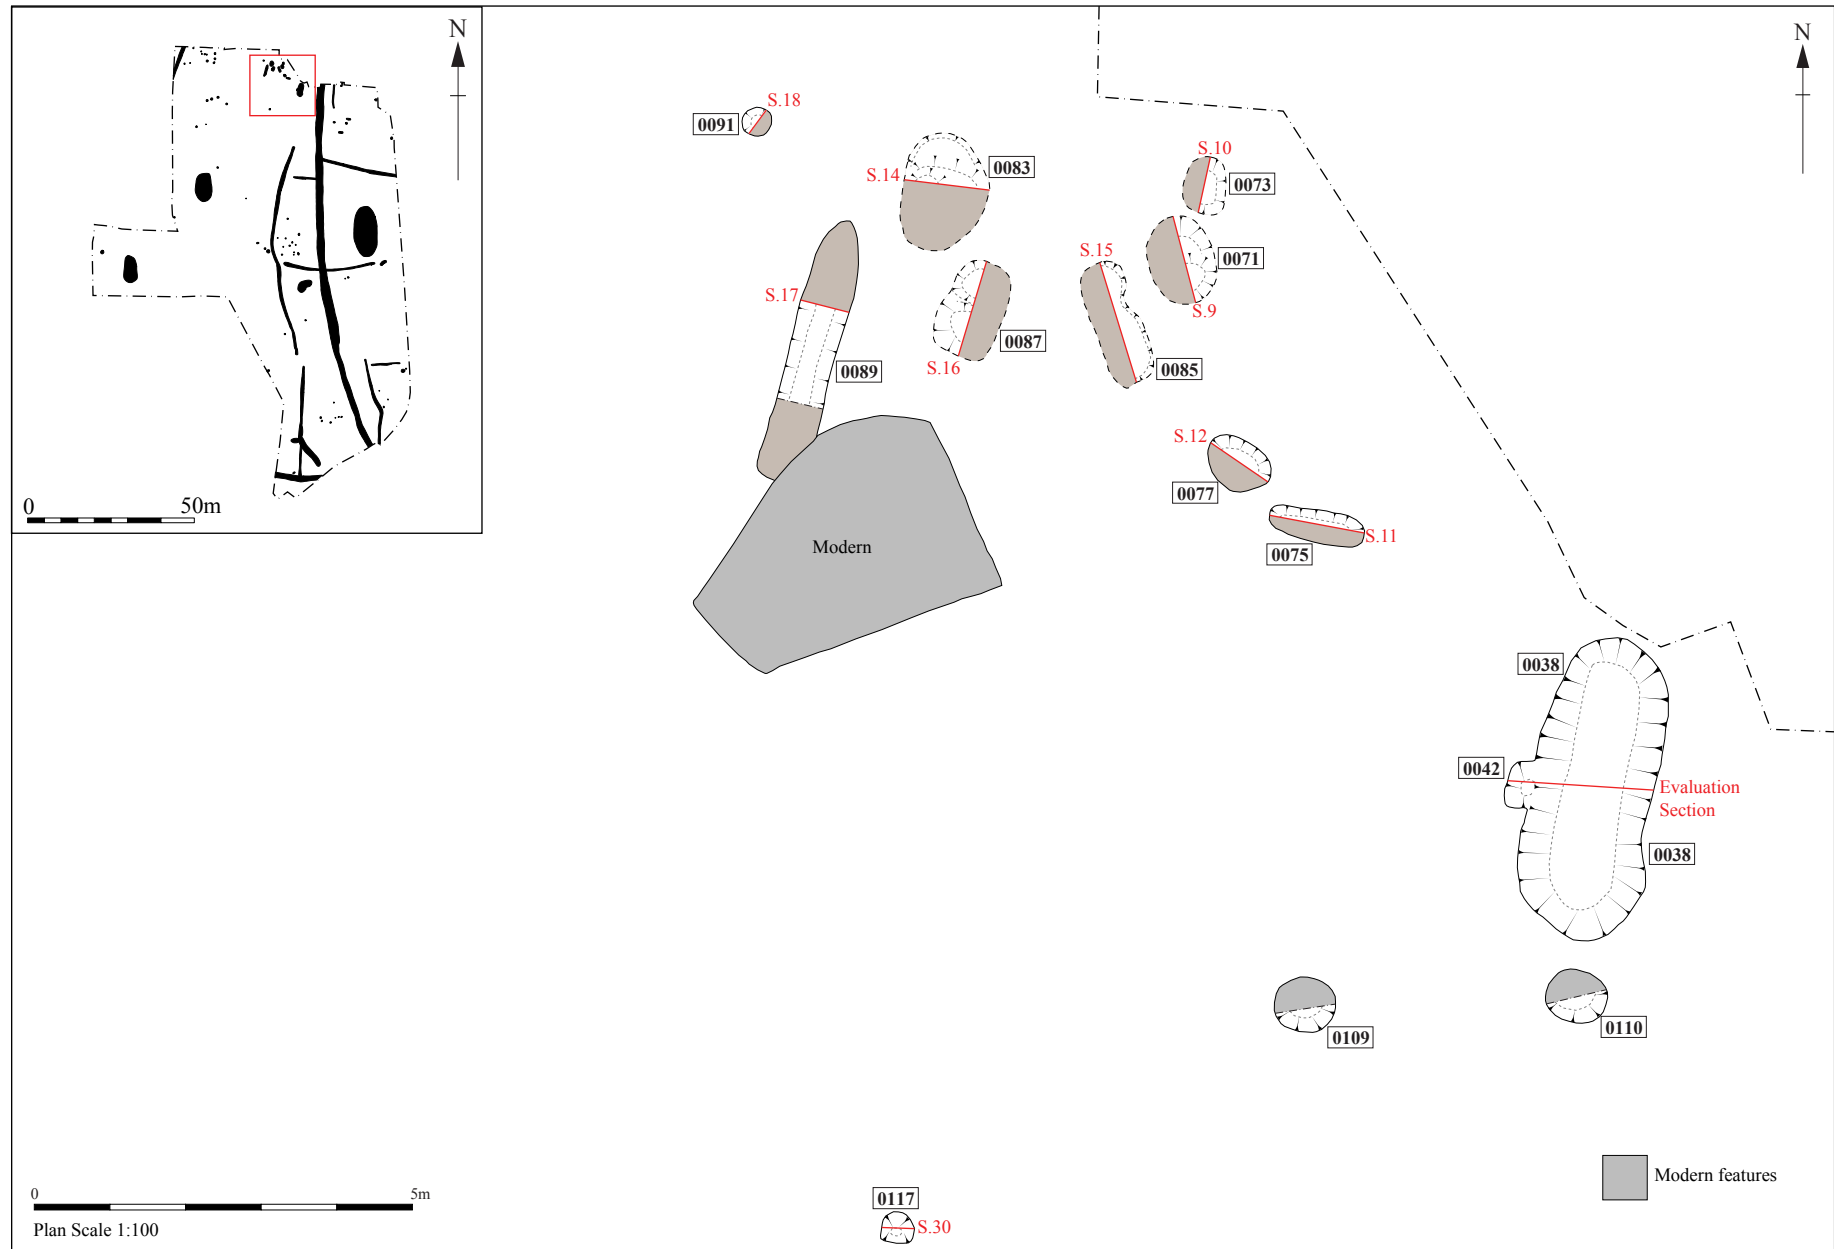 N
0
50m
N
S.18
0091
S.14
0083
S.10
0073
S.15
0071
S.9
S.17
0087
S.16
0089
0085
S.12
0077
S.11
0075
Modern
0038
0042
Evaluation
Section
0038
0109
0110
Modern features
0
5m
Plan Scale 1:100
0117
S.30